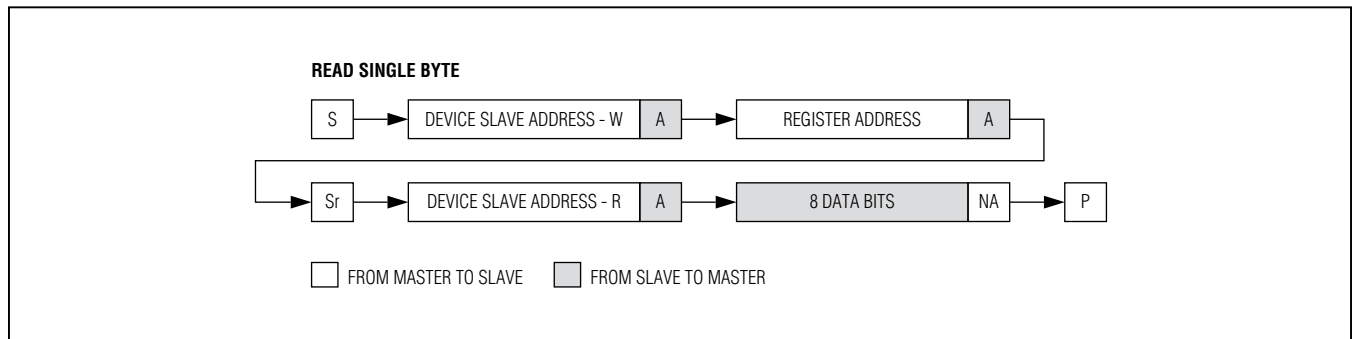 READ SINGLE BYTE
S DEVICE SLAVE ADDRESS - W A REGISTER ADDRESS A
Sr DEVICE SLAVE ADDRESS - R A 8 DATA BITS NA P
FROM MASTER TO SLAVE FROM SLAVE TO MASTER